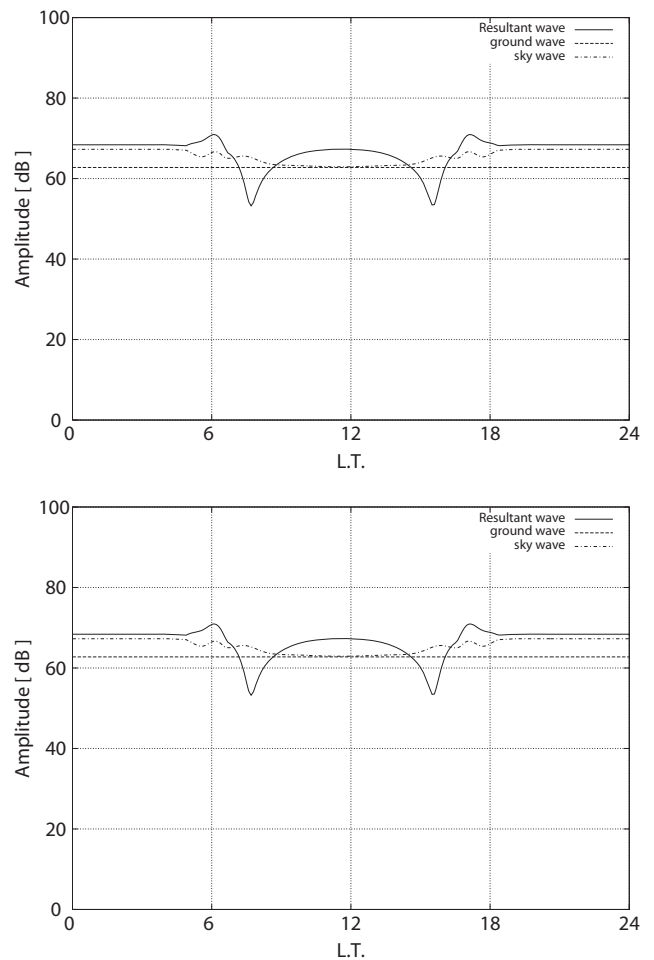 100
80
60
40
20
0
Amplitude [ dB ]
Resultant wave
ground wave
sky wave
0 6 12 18 24
L.T.
100
80
60
40
20
0
Amplitude [ dB ]
Resultant wave
ground wave
sky wave
0 6 12 18 24
L.T.